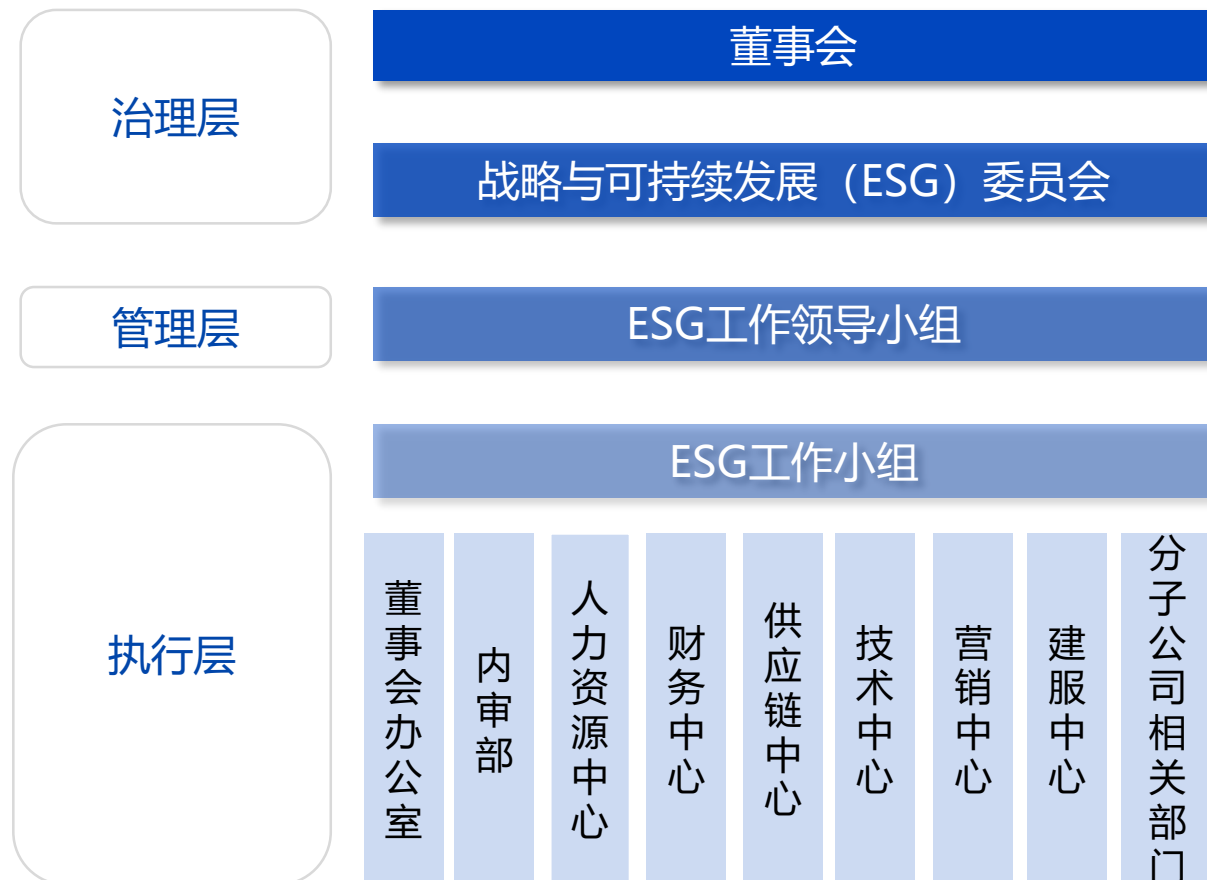 治理层
董事会
战略与可持续发展（ESG）委员会
管理层
ESG工作领导小组
执行层
ESG工作小组
董事会办公室
内审部
人力资源中心
财务中心
供应链中心
技术中心
营销中心
建服中心
分子公司相关部门